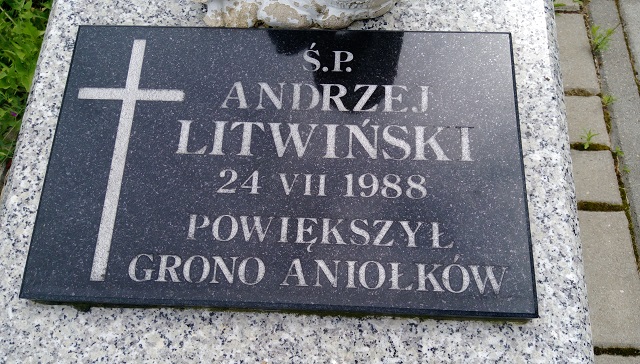 Ś.P.
ANDRZEJ
LITWIŃSKI
24 VII 1988
POWIĘKSZYŁ
GRONO ANIOŁKÓW